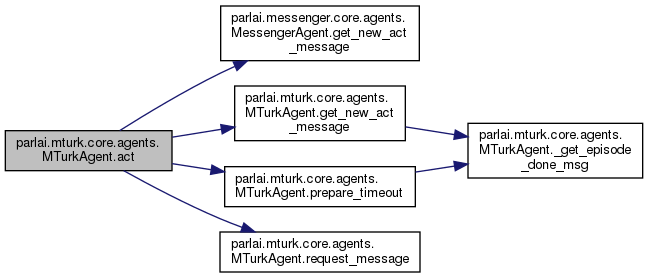 parlai.messenger.core.agents.
MessengerAgent.get_new_act
_message
parlai.mturk.core.agents.
MTurkAgent.get_new_act
_message
parlai.mturk.core.agents.
MTurkAgent.act
parlai.mturk.core.agents.
MTurkAgent._get_episode
_done_msg
parlai.mturk.core.agents.
MTurkAgent.prepare_timeout
parlai.mturk.core.agents.
MTurkAgent.request_message